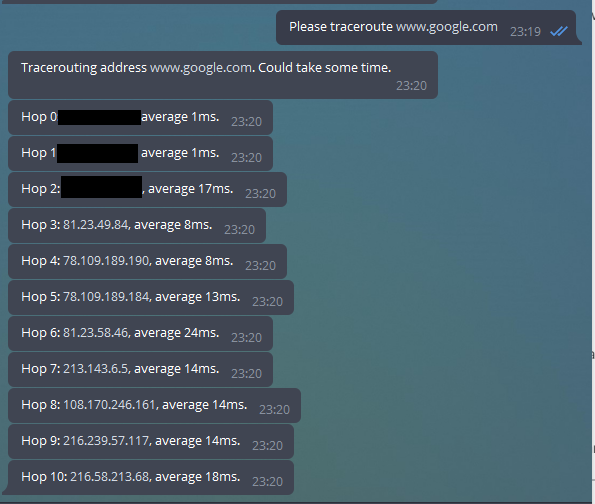 Please traceroute www.google.com 23:19
Tracerouting address www.google.com. Could take some time.
23:20
Hop 0 average 1ms. 23:20
Hop 1 average 1ms. 23:20
Hop 2: , average 17ms. 23:20
Hop 3: 81.23.49.84, average 8ms. 23:20
Hop 4: 78.109.189.190, average 8ms. 23:20
Hop 5: 78.109.189.184, average 13ms. 23:20
Hop 6: 81.23.58.46, average 24ms. 23:20
Hop 7: 213.143.6.5, average 14ms. 23:20
Hop 8: 108.170.246.161, average 14ms. 23:20
Hop 9: 216.239.57.117, average 14ms. 23:20
Hop 10: 216.58.213.68, average 18ms. 23:20